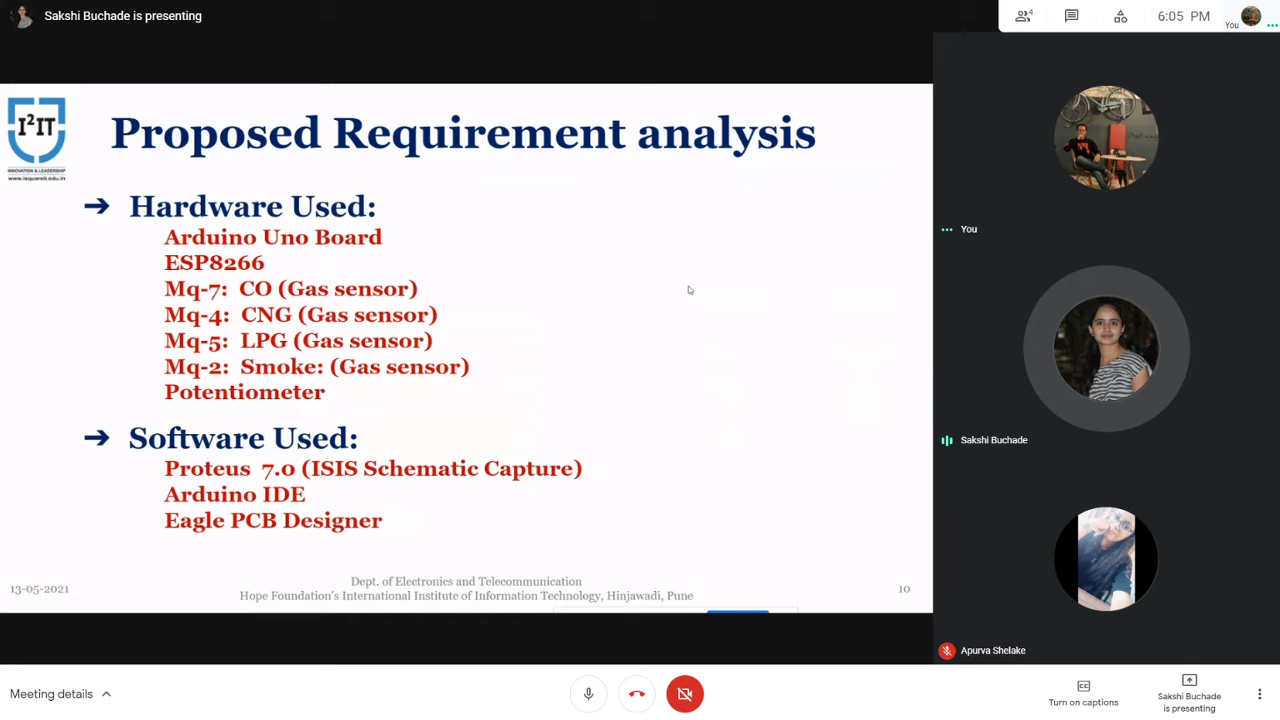 Sakshi Buchade is presenting
4
6:05 PM
You
I²IT
INNOVATION & LEADERSHIP
www.isquareit.edu.in
Proposed Requirement analysis
➔ Hardware Used:
Arduino Uno Board
ESP8266
Mq-7: CO (Gas sensor)
Mq-4: CNG (Gas sensor)
Mq-5: LPG (Gas sensor)
Mq-2: Smoke: (Gas sensor)
Potentiometer
➔ Software Used:
Proteus 7.0 (ISIS Schematic Capture)
Arduino IDE
Eagle PCB Designer
13-05-2021
Dept. of Electronics and Telecommunication
Hope Foundation's International Institute of Information Technology, Hinjawadi, Pune
10
You
Sakshi Buchade
Apurva Shelake
Meeting details
CC
Turn on captions
Sakshi Buchade
is presenting